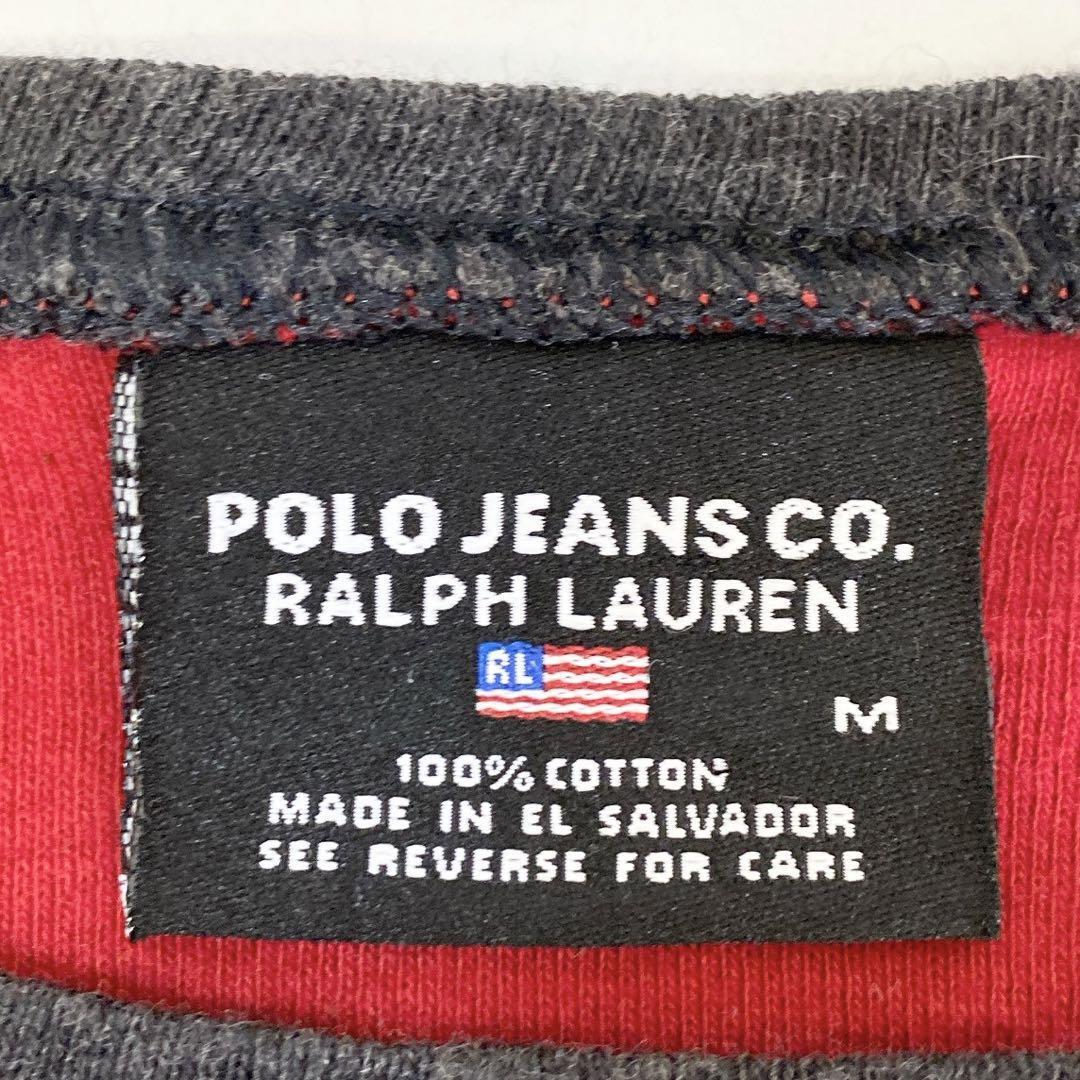 POLO JEANS CO.
RALPH LAUREN
RL
M
100% COTTON
MADE IN EL SALVADOR
SEE REVERSE FOR CARE